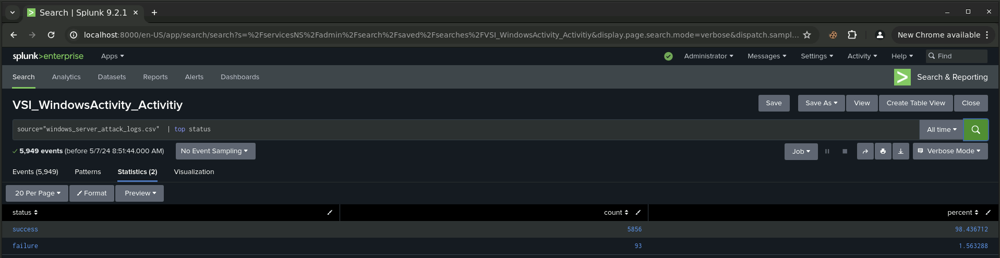 Search | Splunk 9.2.1
localhost:8000/en-US/app/search/search?s=%2FservicesNS%2Fadmin%2Fsearch%2Fsaved%2Fsearches%2FVSI_WindowsActivity_Activitiy&display.page.search.mode=verbose&dispatch.sampl... New Chrome available
splunk>enterprise Apps Administrator Messages Settings Activity Help Find
Search Analytics Datasets Reports Alerts Dashboards > Search & Reporting
VSI_WindowsActivity_Activitiy Save Save As View Create Table View Close
source="windows_server_attack_logs.csv" | top status All time
5,949 events (before 5/7/24 8:51:44.000 AM) No Event Sampling Job Verbose Mode
Events (5,949) Patterns Statistics (2) Visualization
20 Per Page Format Preview
status count percent
success 5856 98.436712
failure 93 1.563288